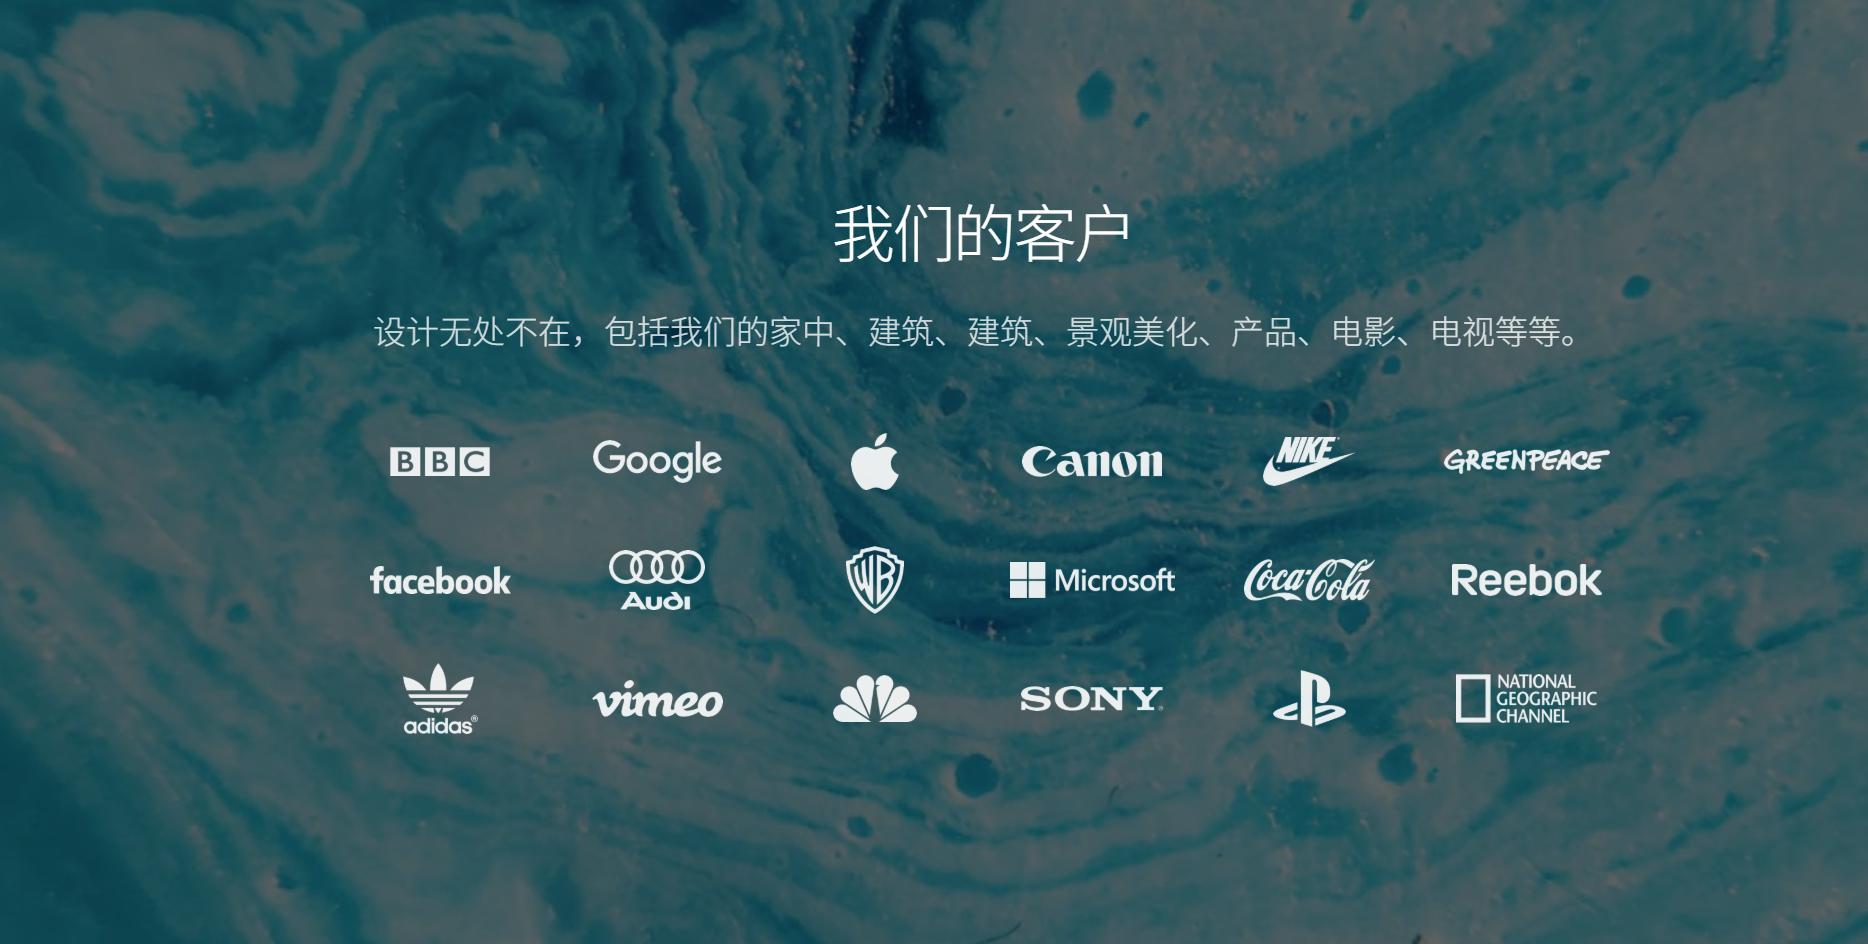 我们的客户
设计无处不在，包括我们的家中、建筑、建筑、景观美化、产品、电影、电视等等。
BBC Google Canon NIKE GREENPEACE
facebook Audi WB Microsoft Coca-Cola Reebok
adidas® vimeo SONY NATIONAL GEOGRAPHIC CHANNEL